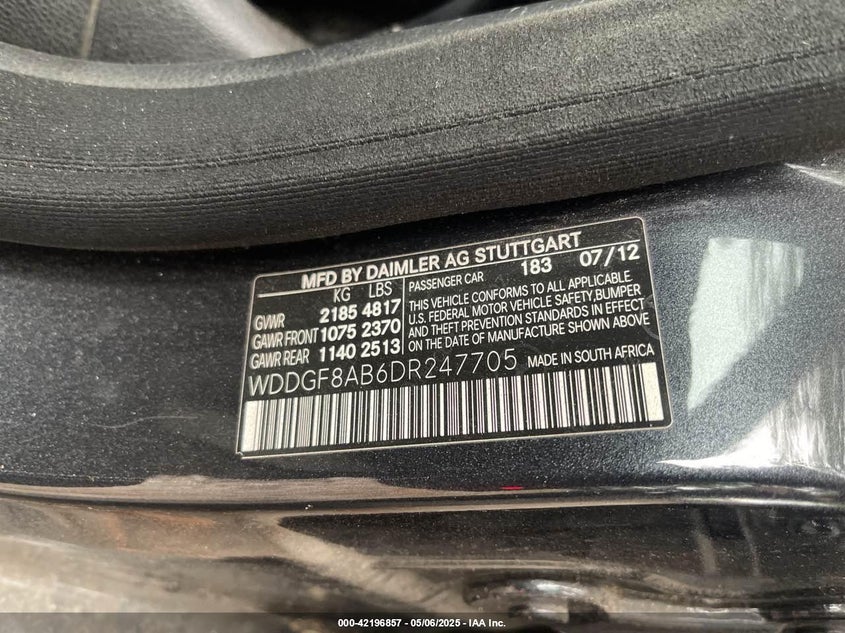 MFD BY DAIMLER AG STUTTGART
KG LBS
GVWR 2185 4817
GAWR FRONT 1075 2370
GAWR REAR 1140 2513
PASSENGER CAR 183 07/12
THIS VEHICLE CONFORMS TO ALL APPLICABLE
U.S. FEDERAL MOTOR VEHICLE SAFETY,BUMPER
AND THEFT PREVENTION STANDARDS IN EFFECT
ON THE DATE OF MANUFACTURE SHOWN ABOVE
WDDGF8AB6DR247705 MADE IN SOUTH AFRICA
000-42196857 - 05/06/2025 - IAA Inc.